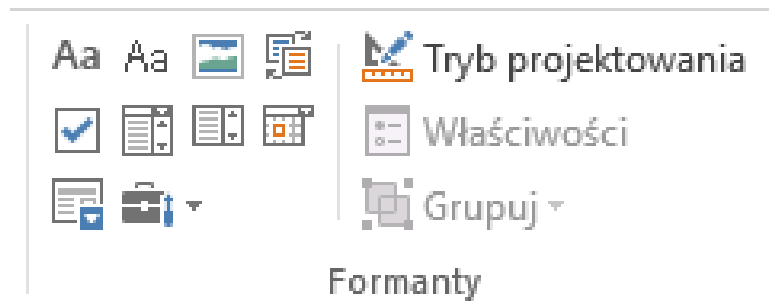 Aa Aa Tryb projektowania
Właściwości
Grupuj
Formanty